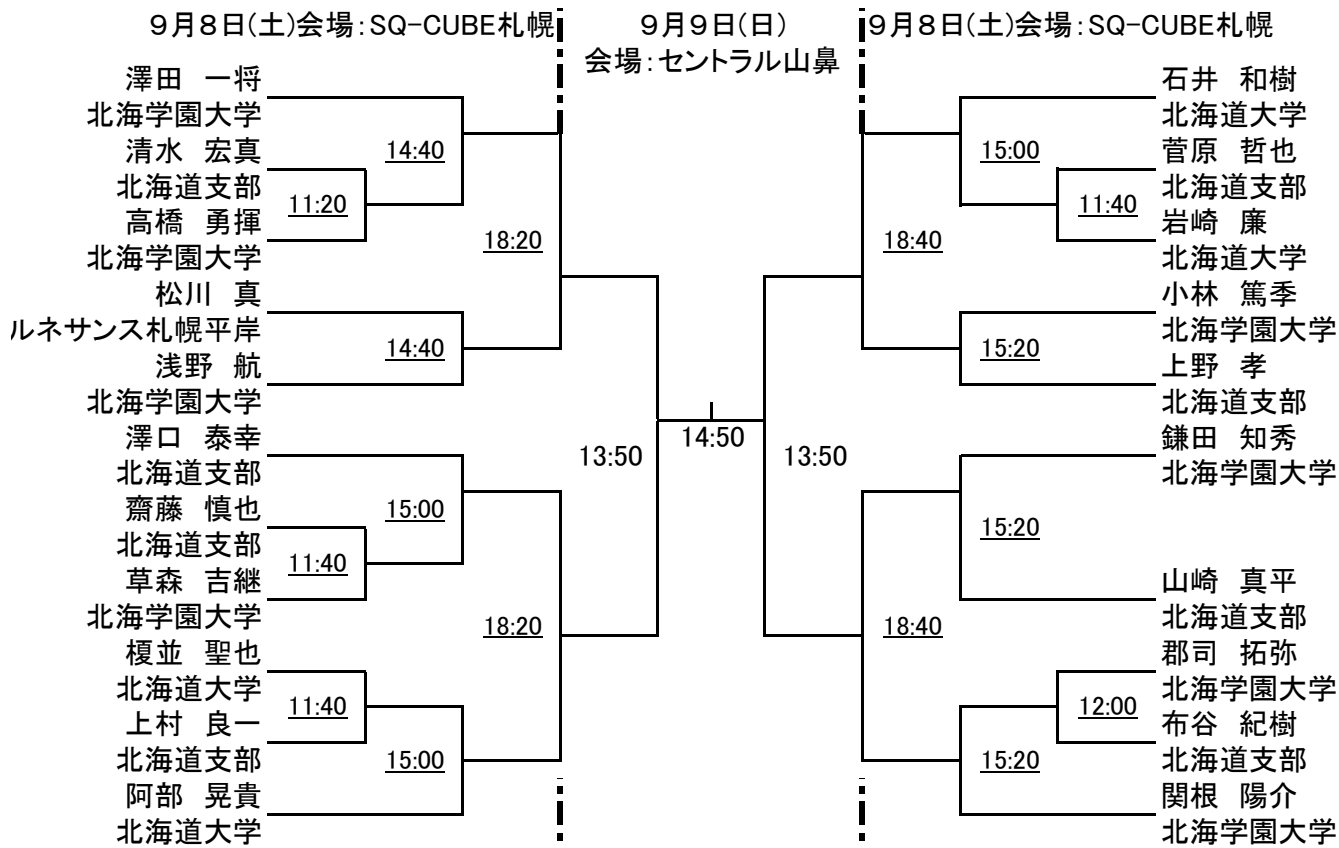 ９月８日(土)会場:SQ-CUBE札幌
９月９日(日)
会場:セントラル山鼻
９月８日(土)会場:SQ-CUBE札幌
澤田　一将
北海学園大学
清水　宏真
北海道支部
高橋　勇揮
北海学園大学
松川　真
ルネサンス札幌平岸
浅野　航
北海学園大学
澤口　泰幸
北海道支部
齋藤　慎也
北海道支部
草森　吉継
北海学園大学
榎並　聖也
北海道大学
上村　良一
北海道支部
阿部　晃貴
北海道大学
14:40
11:20
18:20
14:40
15:00
11:40
18:20
11:40
15:00
13:50
14:50
13:50
15:00
11:40
18:40
15:20
15:20
18:40
12:00
15:20
石井　和樹
北海道大学
菅原　哲也
北海道支部
岩崎　廉
北海道大学
小林　篤季
北海学園大学
上野　孝
北海道支部
鎌田　知秀
北海学園大学
山崎　真平
北海道支部
郡司　拓弥
北海学園大学
布谷　紀樹
北海道支部
関根　陽介
北海学園大学